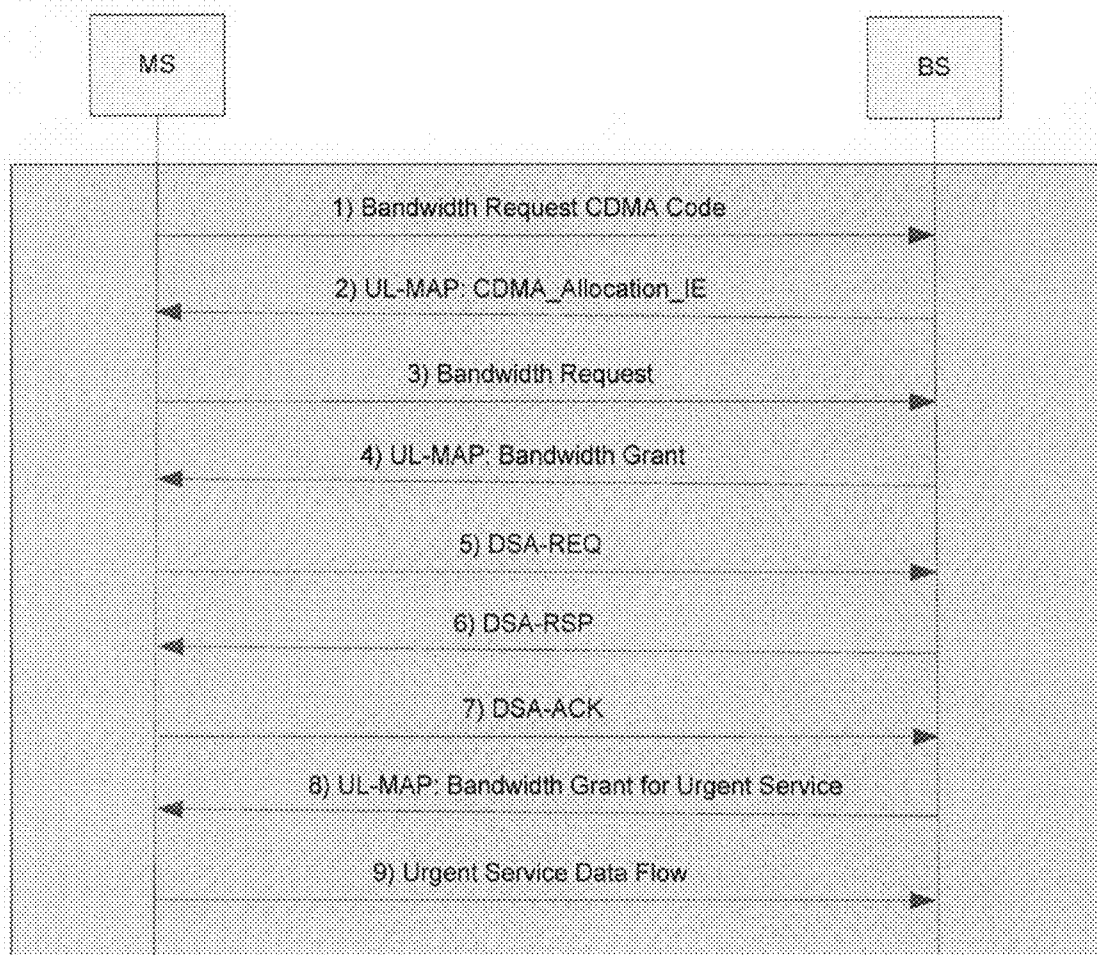 MS
BS
1) Bandwidth Request CDMA Code
2) UL-MAP: CDMA_Allocation_IE
3) Bandwidth Request
4) UL-MAP: Bandwidth Grant
5) DSA-REQ
6) DSA-RSP
7) DSA-ACK
8) UL-MAP: Bandwidth Grant for Urgent Service
9) Urgent Service Data Flow